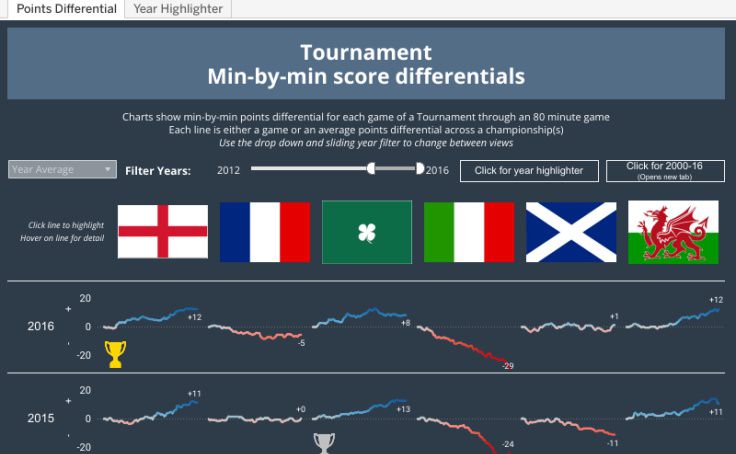 Points Differential Year Highlighter
Tournament
Min-by-min score differentials
Charts show min-by-min points differential for each game of a Tournament through an 80 minute game
Each line is either a game or an average points differential across a championship(s)
Use the drop down and sliding year filter to change between views
Year Average Filter Years: 2012 2016 Click for year highlighter Click for 2000-16
(Opens new tab)
Click line to highlight
Hover on line for detail
20
+
2016 0
-20
+12 -5 +8 -29 +1 +12
20
+
2015 0
-20
+11 +0 +13 -24 -11 +11